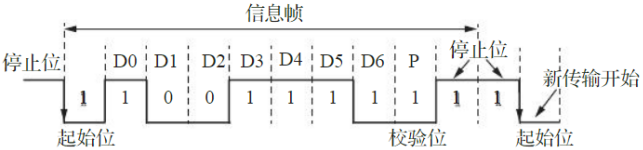 信息帧
停止位 D0 D1 D2 D3 D4 D5 D6 P 停止位
新传输开始
1 1 0 0 1 1 1 1 1 1 1
起始位 校验位 起始位